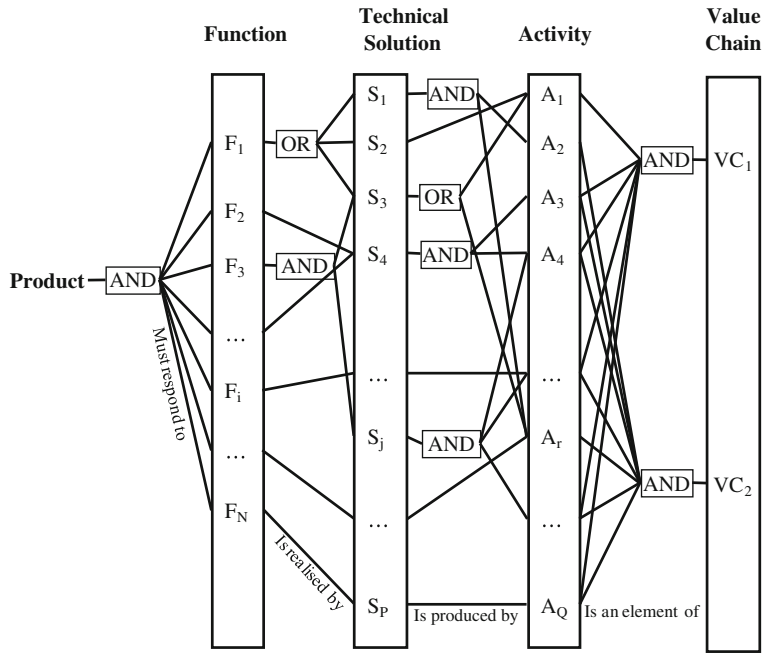 Function
Technical
Solution
Activity
Value
Chain
Product
AND
Must respond to
F1
F2
F3
...
Fi
...
FN
OR
AND
Is realised by
S1
S2
S3
S4
...
Sj
...
SP
AND
OR
AND
AND
Is produced by
A1
A2
A3
A4
...
Ar
...
AQ
Is an element of
AND
AND
VC1
VC2